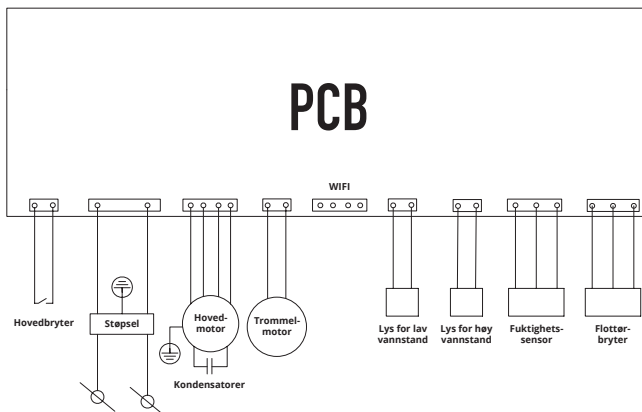 PCB
WIFI
Hovedbryter
Støpsel
Hoved-
motor
Trommel-
motor
Kondensatorer
Lys for lav
vannstand
Lys for høy
vannstand
Fuktighets-
sensor
Flottør-
bryter